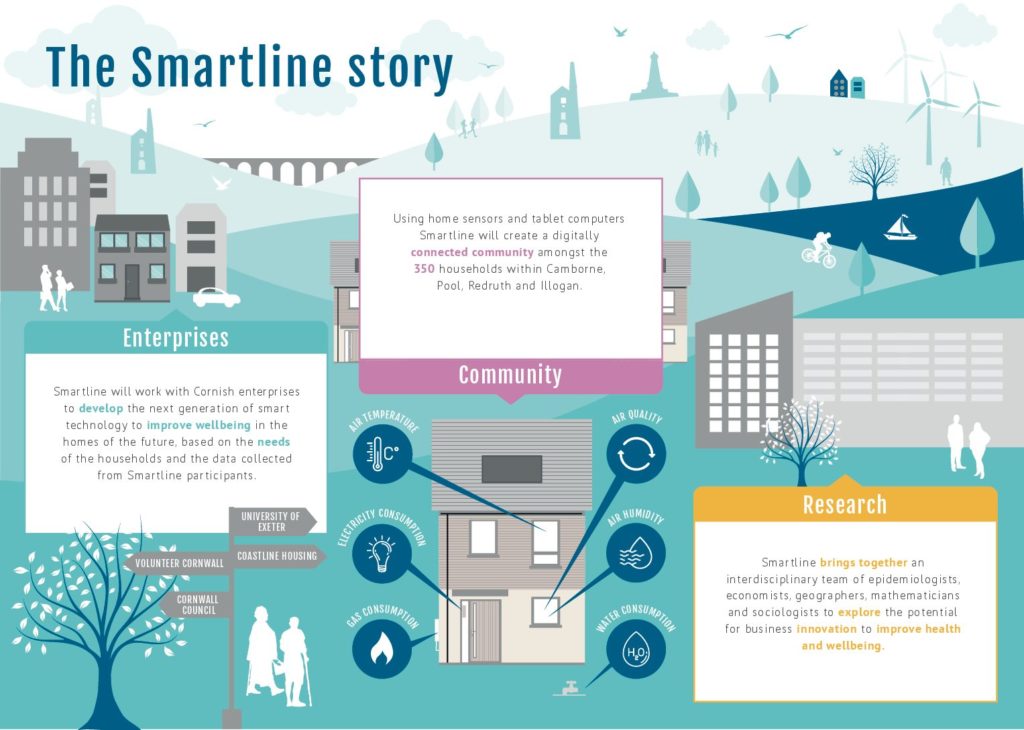 The Smartline story
Using home sensors and tablet computers
Smartline will create a digitally
connected community amongst the
350 households within Camborne,
Pool, Redruth and Illogan.
Community
Enterprises
Smartline will work with Cornish enterprises
to develop the next generation of smart
technology to improve wellbeing in the
homes of the future, based on the needs
of the households and the data collected
from Smartline participants.
UNIVERSITY OF
EXETER
COASTLINE HOUSING
VOLUNTEER CORNWALL
CORNWALL
COUNCIL
AIR TEMPERATURE
C°
AIR QUALITY
ELECTRICITY CONSUMPTION
AIR HUMIDITY
GAS CONSUMPTION
WATER CONSUMPTION
H₂O
Research
Smartline brings together an
interdisciplinary team of epidemiologists,
economists, geographers, mathematicians
and sociologists to explore the potential
for business innovation to improve health
and wellbeing.